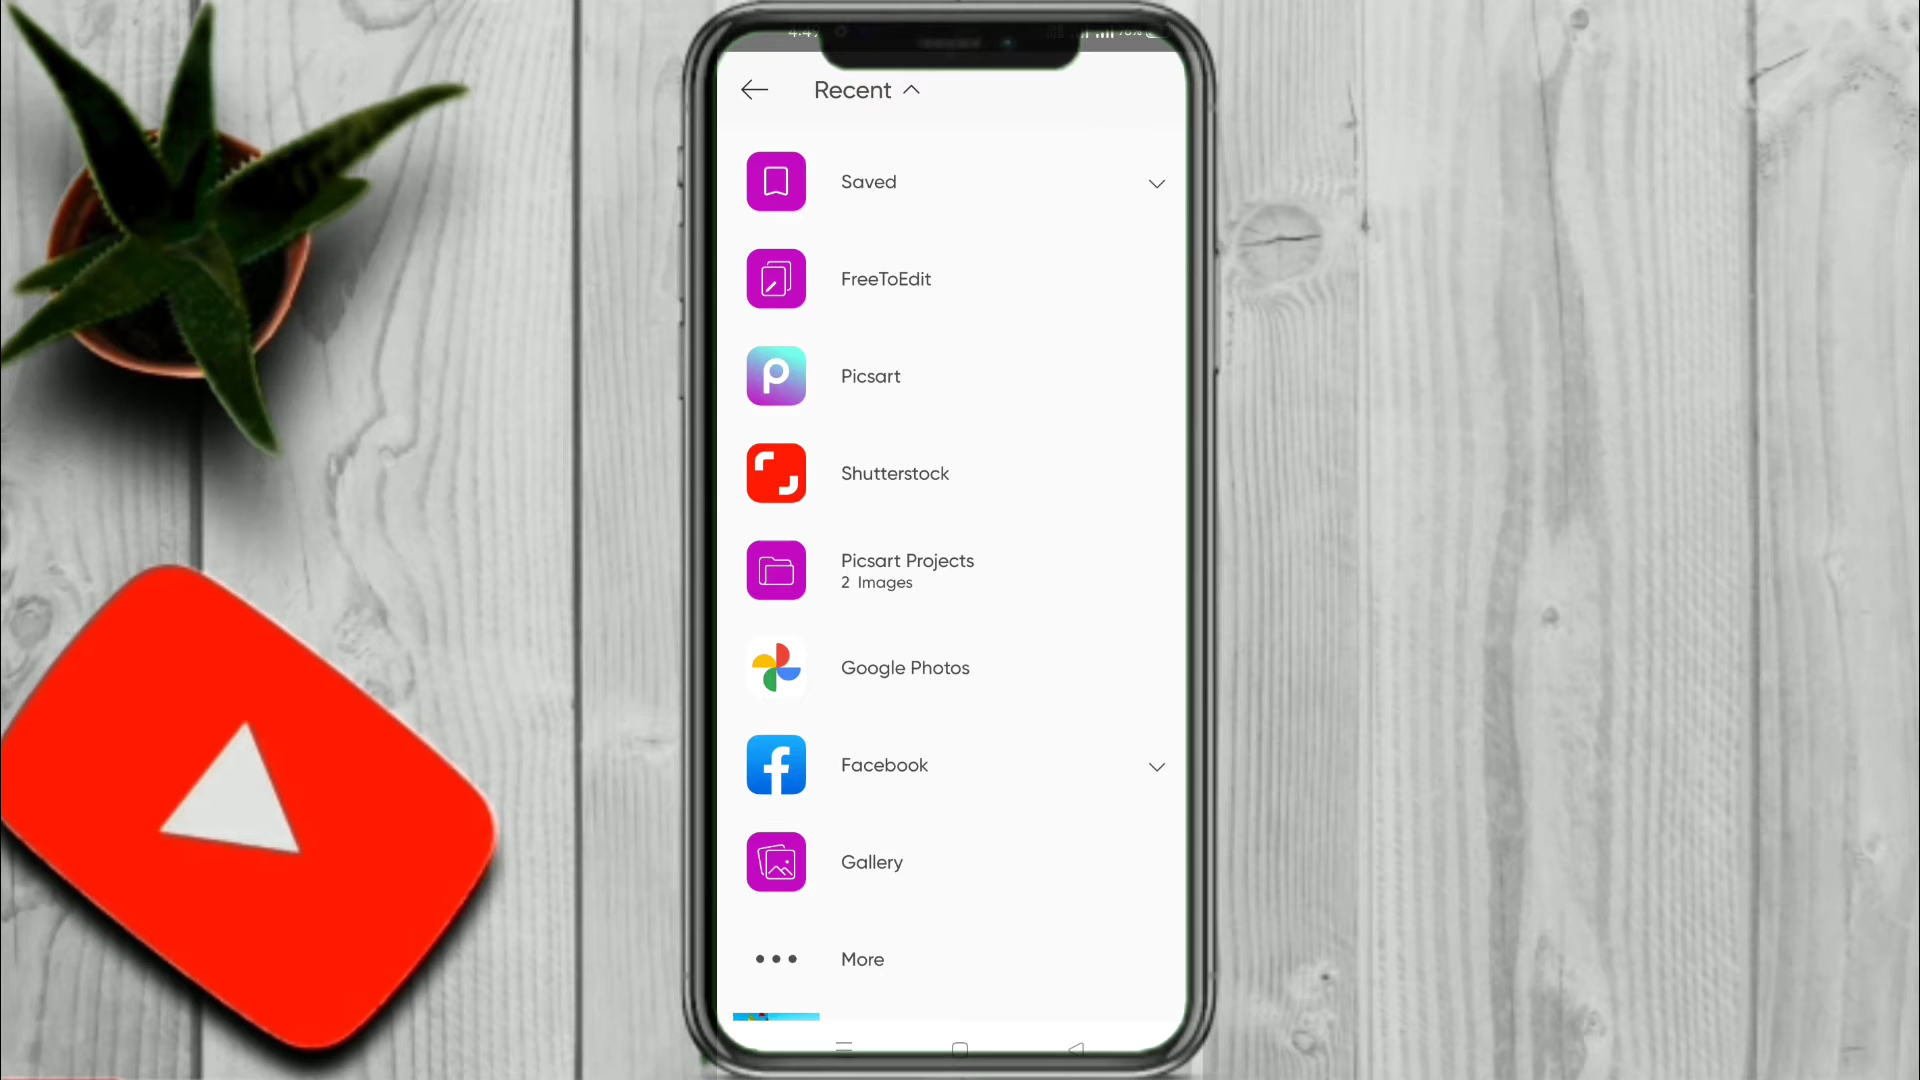 Recent
Saved
FreeToEdit
Picsart
Shutterstock
Picsart Projects
2 Images
Google Photos
Facebook
Gallery
More